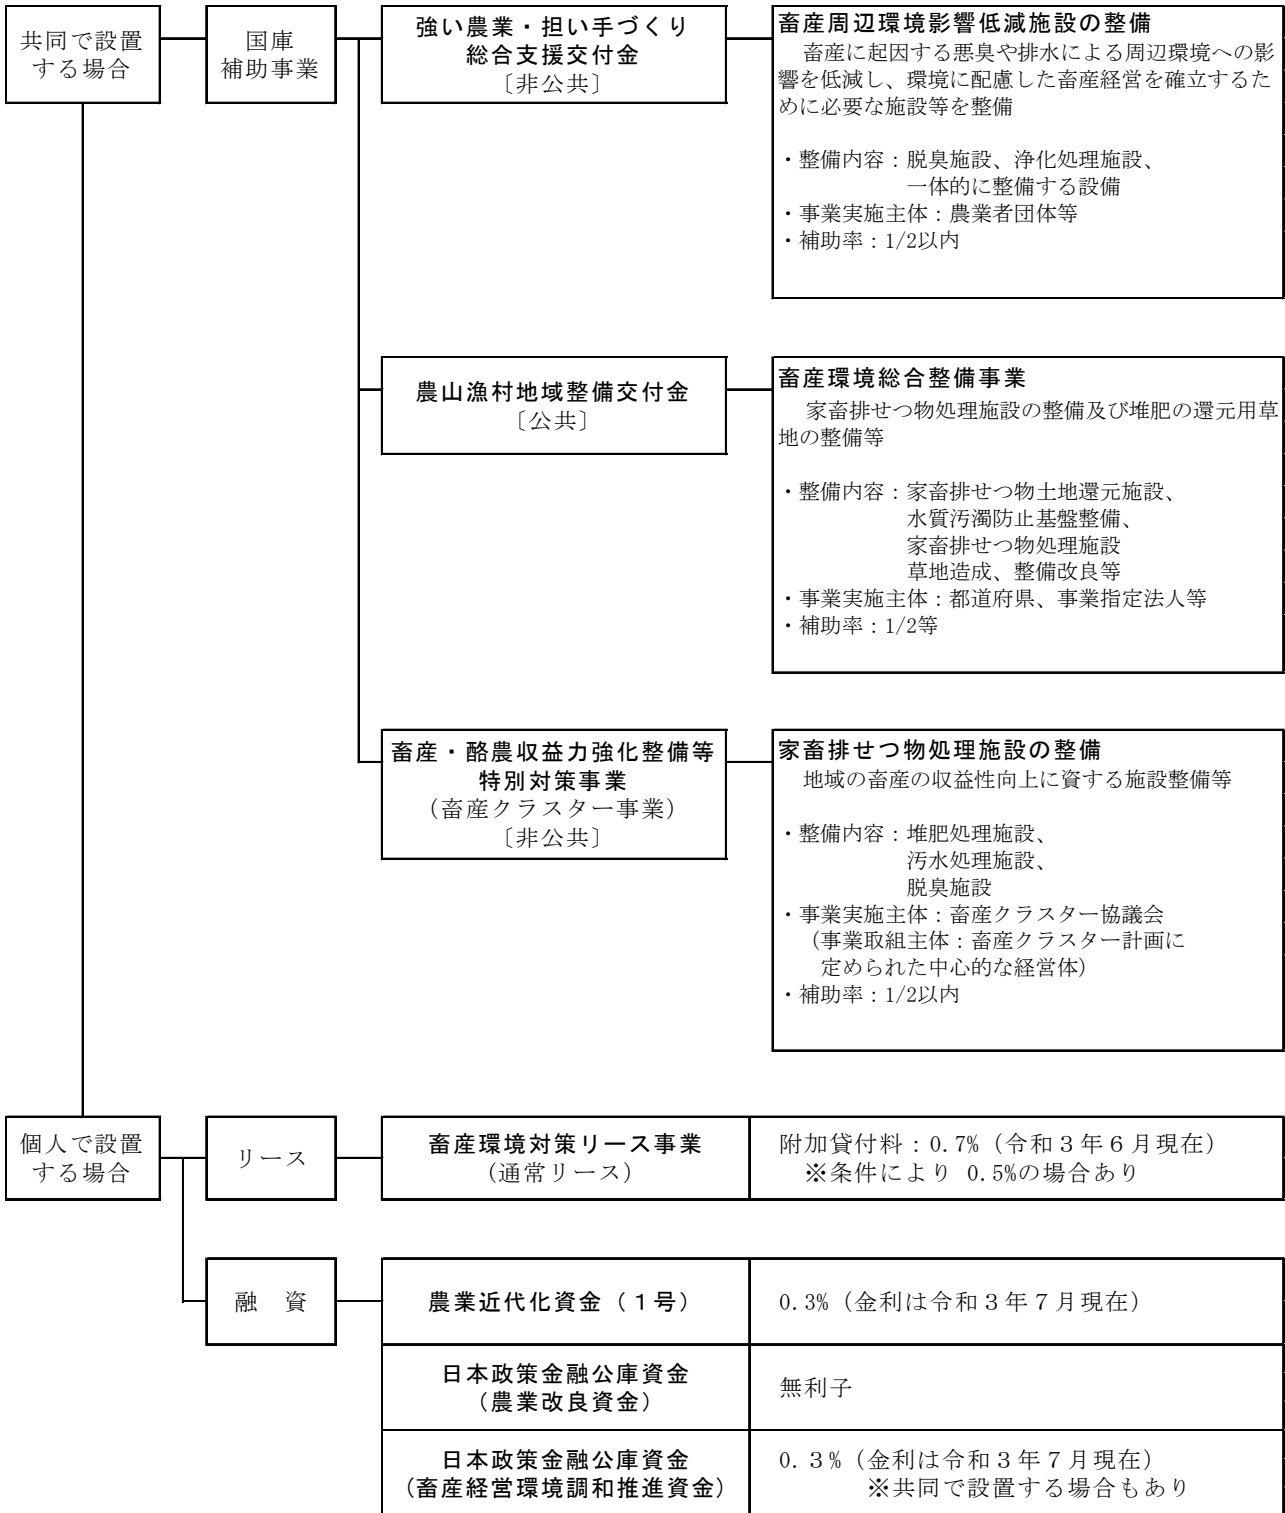 共同で設置
する場合
国庫
補助事業
強い農業・担い手づくり
総合支援交付金
〔非公共〕
畜産周辺環境影響低減施設の整備
畜産に起因する悪臭や排水による周辺環境への影
響を低減し、環境に配慮した畜産経営を確立するた
めに必要な施設等を整備
・整備内容：脱臭施設、浄化処理施設、
一体的に整備する設備
・事業実施主体：農業者団体等
・補助率：1/2以内
農山漁村地域整備交付金
〔公共〕
畜産環境総合整備事業
家畜排せつ物処理施設の整備及び堆肥の還元用草
地の整備等
・整備内容：家畜排せつ物土地還元施設、
水質汚濁防止基盤整備、
家畜排せつ物処理施設
草地造成、整備改良等
・事業実施主体：都道府県、事業指定法人等
・補助率：1/2等
畜産・酪農収益力強化整備等
特別対策事業
（畜産クラスター事業）
〔非公共〕
家畜排せつ物処理施設の整備
地域の畜産の収益性向上に資する施設整備等
・整備内容：堆肥処理施設、
汚水処理施設、
脱臭施設
・事業実施主体：畜産クラスター協議会
（事業取組主体：畜産クラスター計画に
定められた中心的な経営体）
・補助率：1/2以内
個人で設置
する場合
リース
畜産環境対策リース事業
（通常リース）
附加貸付料：0.7%（令和３年６月現在）
※条件により 0.5%の場合あり
融　資
農業近代化資金（１号）
0.3%（金利は令和３年７月現在）
日本政策金融公庫資金
（農業改良資金）
無利子
日本政策金融公庫資金
（畜産経営環境調和推進資金）
0.３%（金利は令和３年７月現在）
※共同で設置する場合もあり